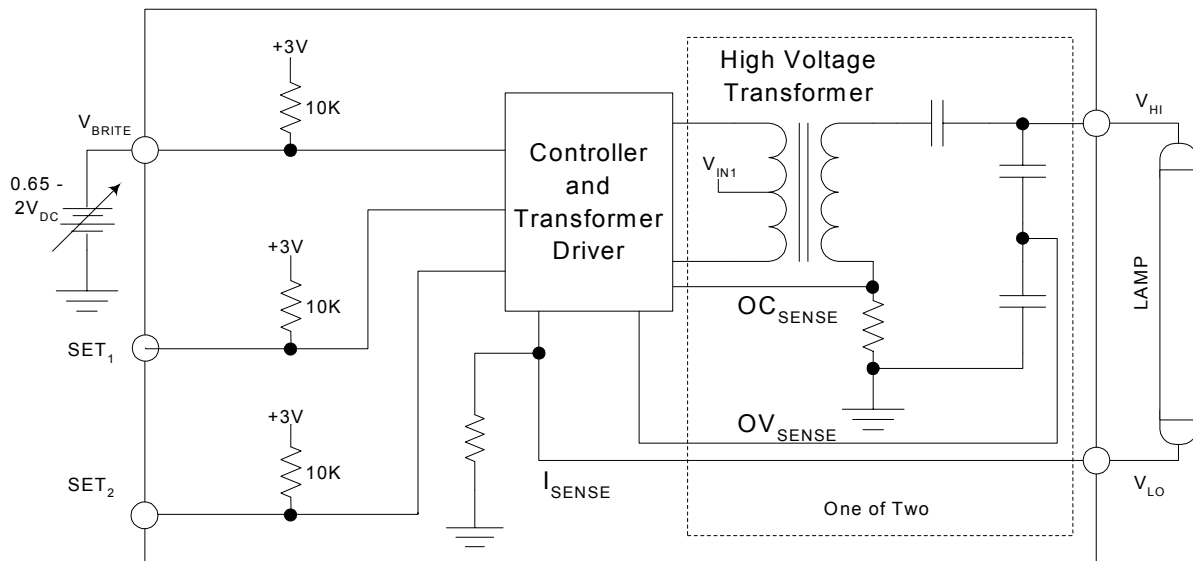 +3V
High Voltage
Transformer
10K
V_BRITE
V_HI
Controller
and
Transformer
Driver
V_IN1
0.65 -
2V_DC
+3V
LAMP
10K
OC_SENSE
SET_1
+3V
OV_SENSE
10K
SET_2
I_SENSE
V_LO
One of Two